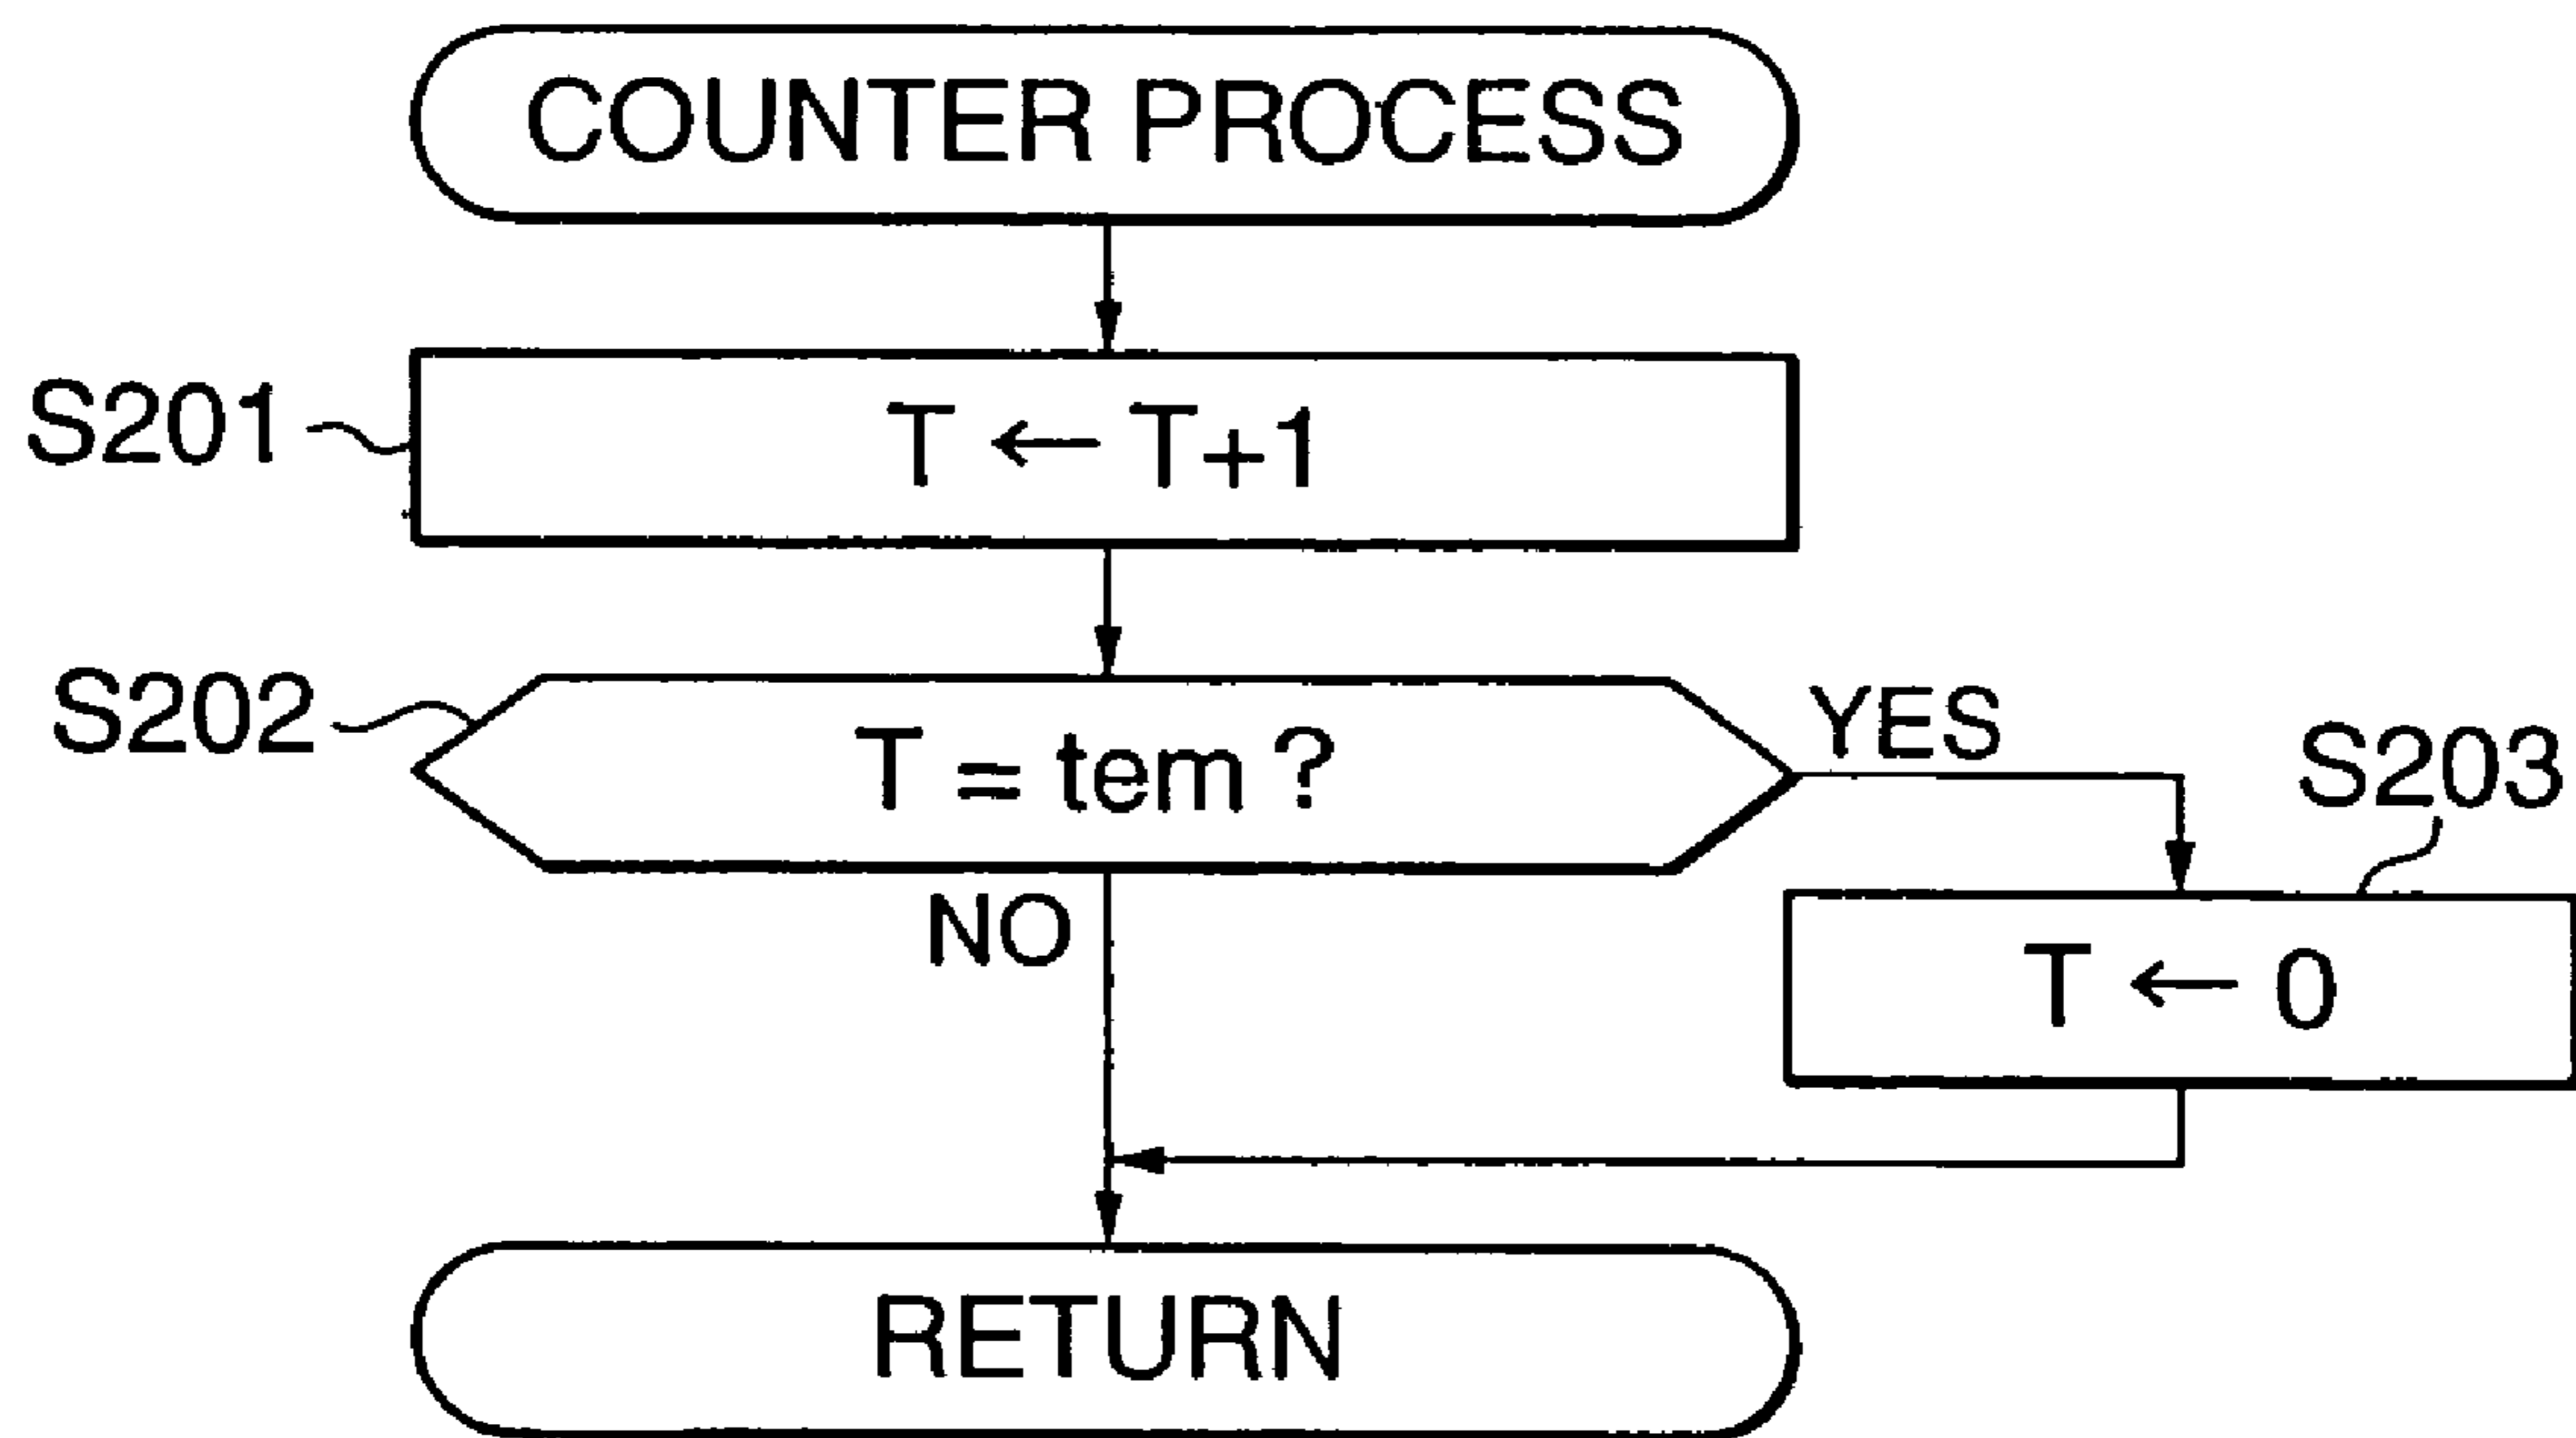 COUNTER PROCESS
S201
T ← T+1
S202
T = tem ?
YES
S203
NO
T ← 0
RETURN